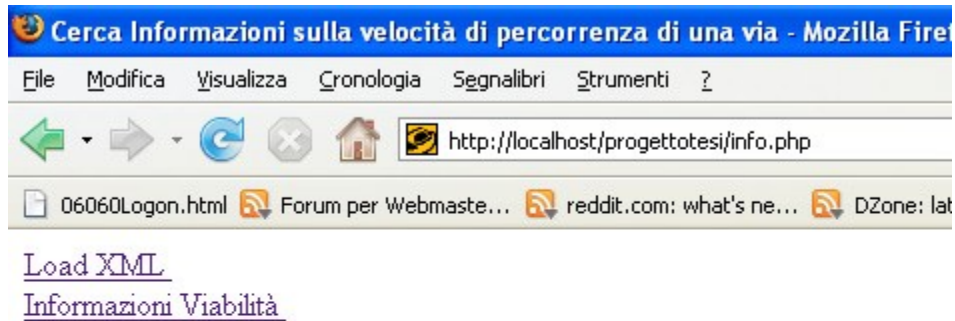 Cerca Informazioni sulla velocità di percorrenza di una via - Mozilla Firef
File Modifica Visualizza Cronologia Segnalibri Strumenti ?
http://localhost/progettotesi/info.php
06060Logon.html Forum per Webmaste... reddit.com: what's ne... DZone: lat
Load XML
Informazioni Viabilità